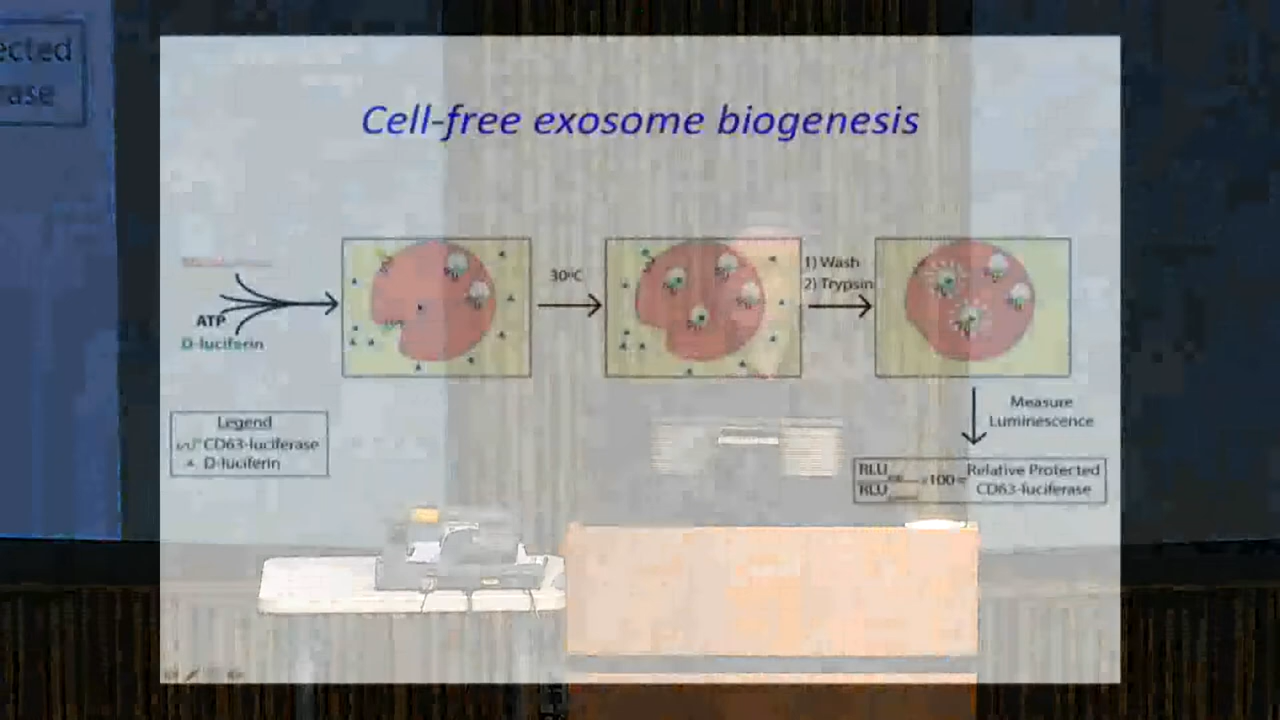 ected
ase
Cell-free exosome biogenesis
ATP
D-luciferin
30°C
1) Wash
2) Trypsin
Measure
Luminescence
Legend
CD63-luciferase
D-luciferin
RLU
RLU
x100=
Relative Protected
CD63-luciferase